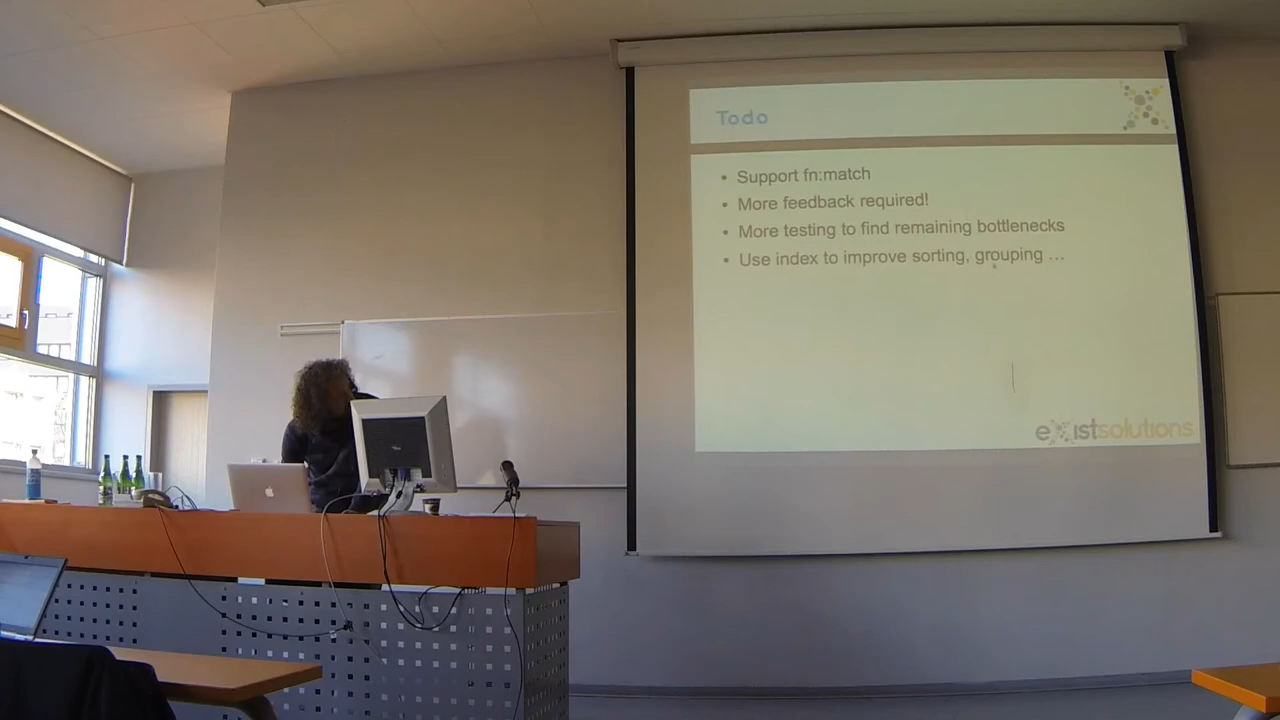 Todo
• Support fn:match
• More feedback required!
• More testing to find remaining bottlenecks
• Use index to improve sorting, grouping …
eXistsolutions